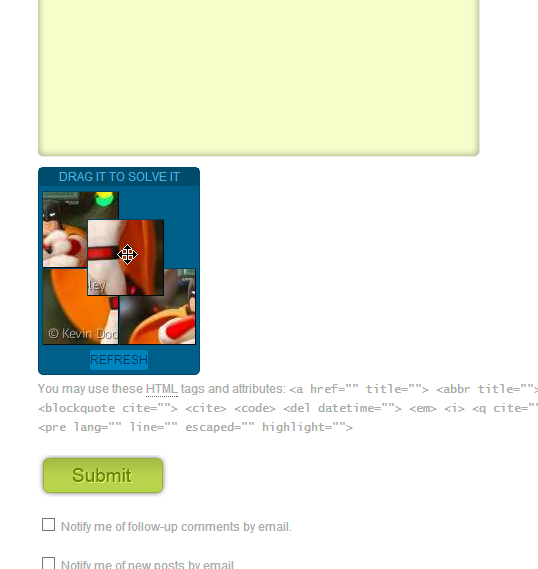 DRAG IT TO SOLVE IT
ley
© Kevin Doo
REFRESH
You may use these HTML tags and attributes: <a href="" title=""> <abbr title="">
<blockquote cite=""> <cite> <code> <del datetime=""> <em> <i> <q cite=""
<pre lang="" line="" escaped="" highlight="">
Submit
Notify me of follow-up comments by email.
Notify me of new posts by email